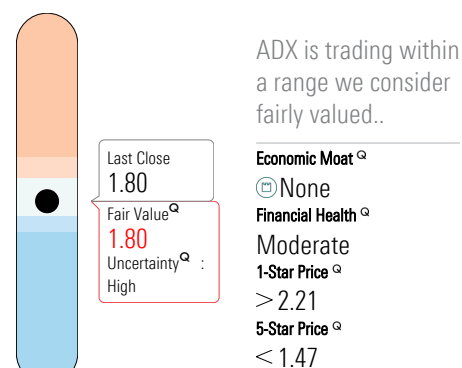 ADX is trading within
a range we consider
fairly valued..
Last Close
1.80
Fair Value Q
1.80
Uncertainty Q :
High
Economic Moat Q
None
Financial Health Q
Moderate
1-Star Price Q
> 2.21
5-Star Price Q
< 1.47